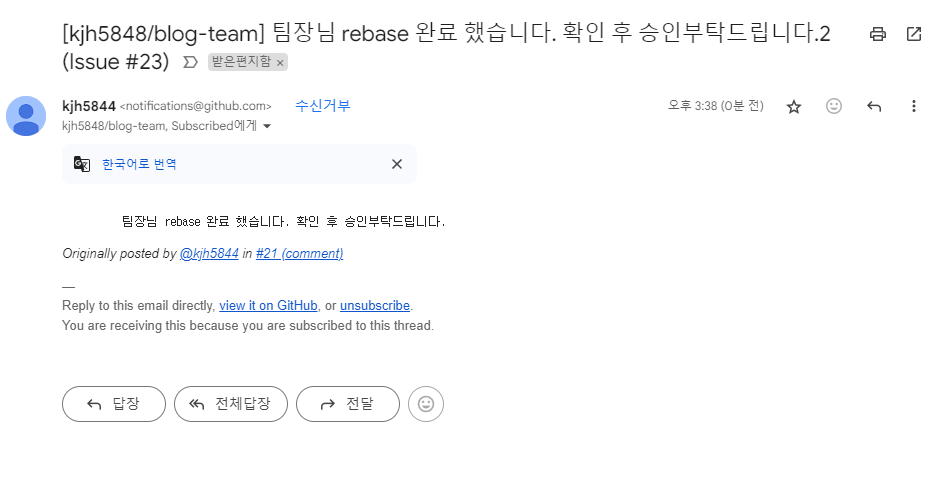 [kjh5848/blog-team] 팀장님 rebase 완료 했습니다. 확인 후 승인부탁드립니다.2
(Issue #23) 받은편지함 ×
kjh5844 <notifications@github.com> 수신거부 오후 3:38 (0분 전)
kjh5848/blog-team, Subscribed에게
한국어로 번역
팀장님 rebase 완료 했습니다. 확인 후 승인부탁드립니다.
Originally posted by @kjh5844 in #21 (comment)
—
Reply to this email directly, view it on GitHub, or unsubscribe.
You are receiving this because you are subscribed to this thread.
답장 전체답장 전달